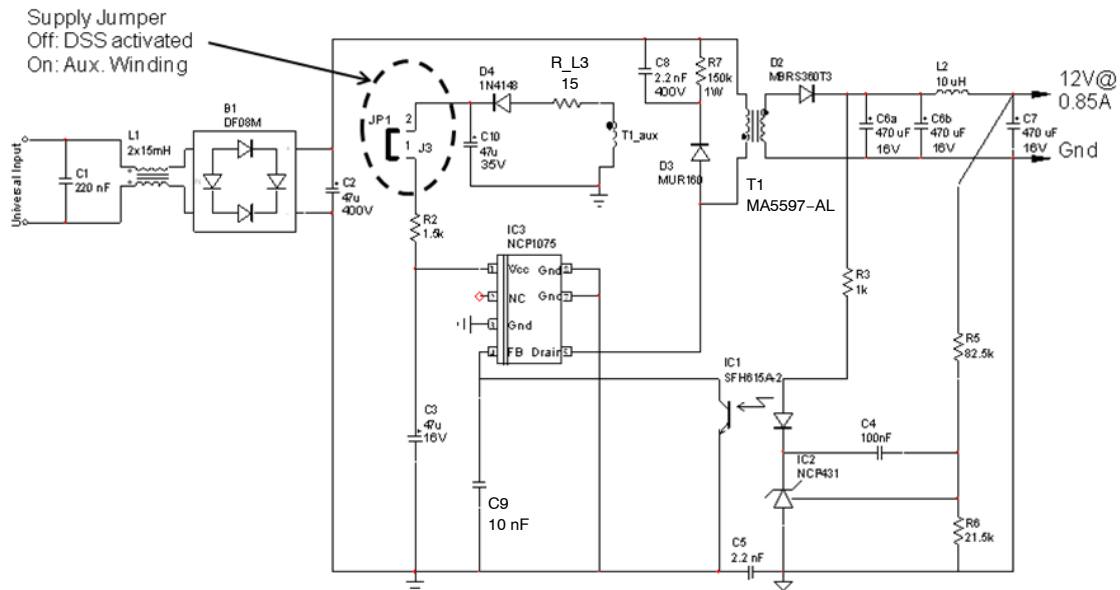 Supply Jumper
Off: DSS activated
On: Aux. Winding
B1
DF08M
L1
2x15mH
C1
220 nF
Universal Input
C2
47u
400V
JP1
2
1
J3
D4
1N4148
R_L3
15
C10
47u
35V
T1_aux
C8
2.2 nF
400V
R7
150k
1W
D3
MUR160
T1
MA5597-AL
D2
MBRS360T3
L2
10 uH
12V@
0.85A
C6a
470 uF
16V
C6b
470 uF
16V
C7
470 uF
16V
Gnd
R2
1.5k
IC3
NCP1075
1
Vcc
Gnd
NC
Gnd
3
Gnd
4
FB
Drain
R3
1k
R5
82.5k
IC1
SFH615A-2
C3
47u
16V
C4
100nF
IC2
NCP431
C9
10 nF
R6
21.5k
C5
2.2 nF